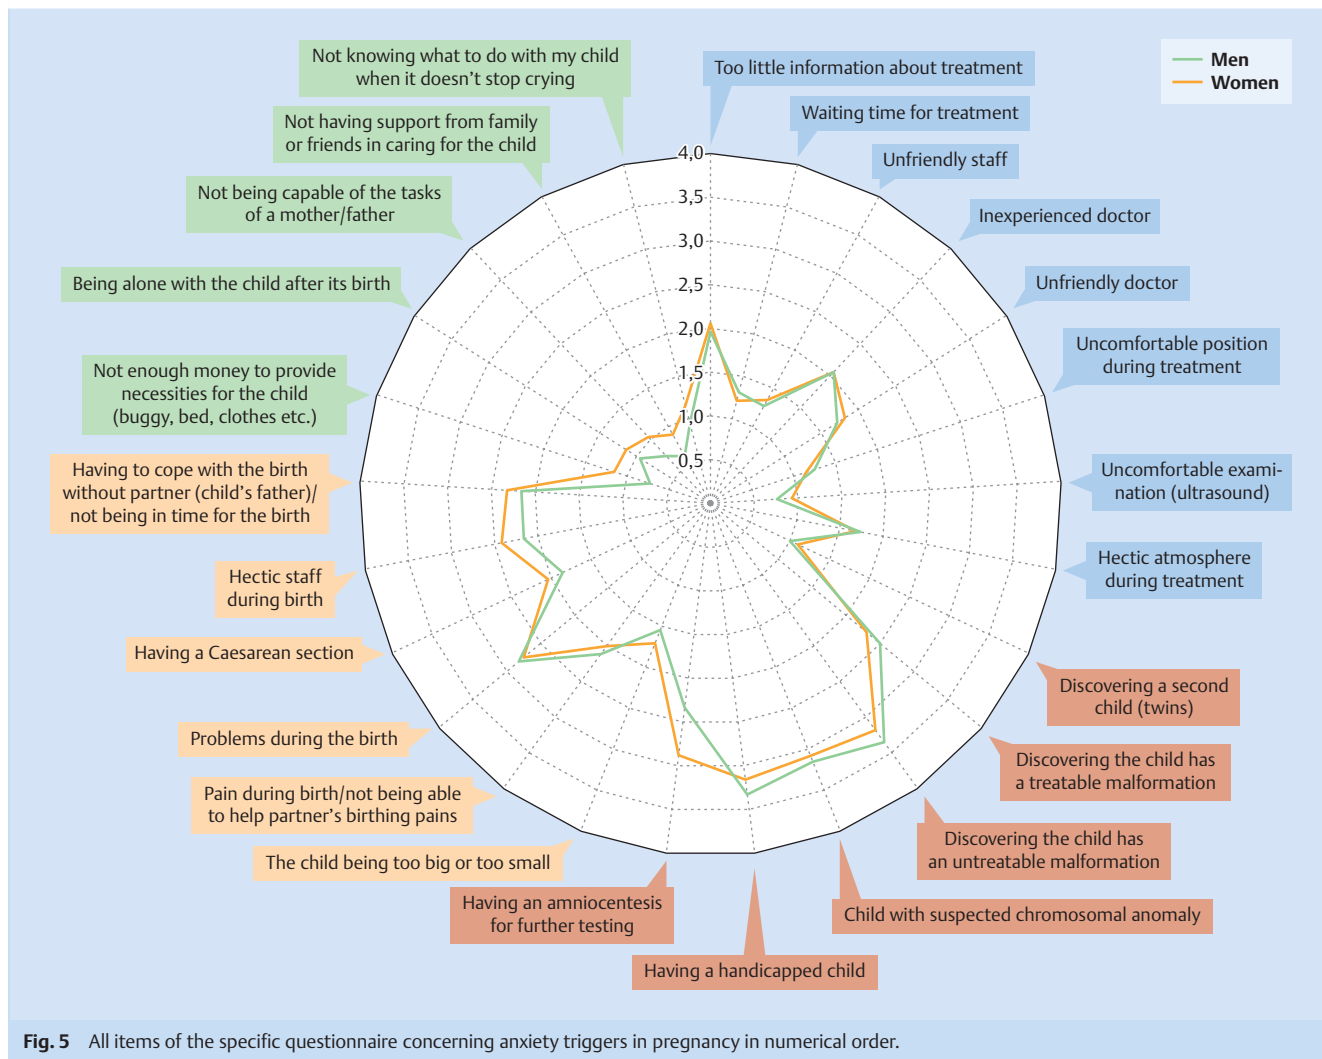 Not knowing what to do with my child
when it doesn't stop crying
Too little information about treatment
Men
Women
Waiting time for treatment
Not having support from family
or friends in caring for the child
Unfriendly staff
Not being capable of the tasks
of a mother/father
Inexperienced doctor
Being alone with the child after its birth
Unfriendly doctor
Uncomfortable position
during treatment
Not enough money to provide
necessities for the child
(buggy, bed, clothes etc.)
Having to cope with the birth
without partner (child's father)/
not being in time for the birth
Uncomfortable exami-
nation (ultrasound)
Hectic staff
during birth
Hectic atmosphere
during treatment
Having a Caesarean section
Discovering a second
child (twins)
Problems during the birth
Discovering the child has
a treatable malformation
Pain during birth/not being able
to help partner's birthing pains
Discovering the child has
an untreatable malformation
The child being too big or too small
Having an amniocentesis
for further testing
Child with suspected chromosomal anomaly
Having a handicapped child
4,0
3,5
3,0
2,5
2,0
1,5
1,0
0,5
Fig. 5 All items of the specific questionnaire concerning anxiety triggers in pregnancy in numerical order.